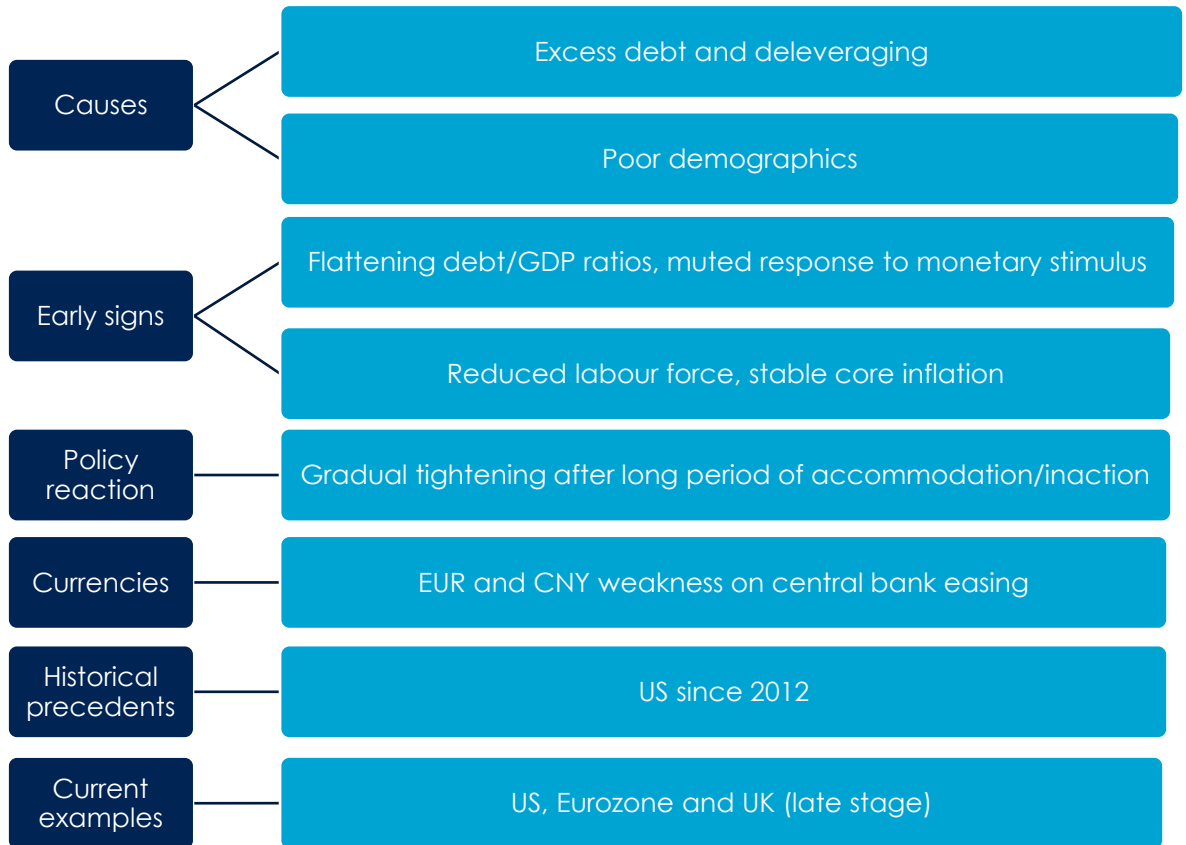 Causes
Excess debt and deleveraging
Poor demographics
Early signs
Flattening debt/GDP ratios, muted response to monetary stimulus
Reduced labour force, stable core inflation
Policy
reaction
Gradual tightening after long period of accommodation/inaction
Currencies
EUR and CNY weakness on central bank easing
Historical
precedents
US since 2012
Current
examples
US, Eurozone and UK (late stage)